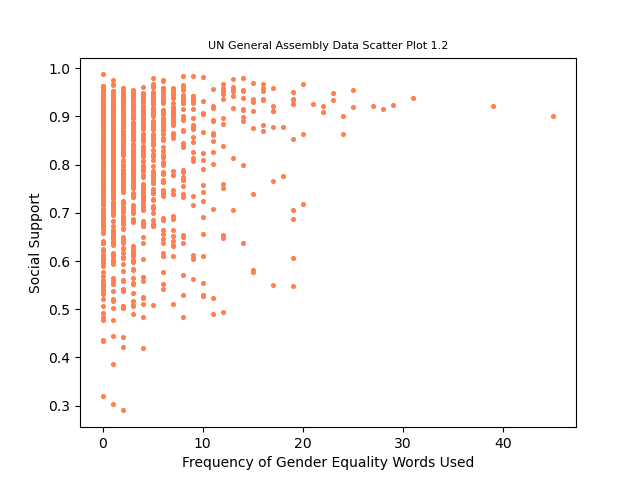 UN General Assembly Data Scatter Plot 1.2
1.0
0.9
0.8
0.7
0.6
0.5
0.4
0.3
Social Support
0 10 20 30 40
Frequency of Gender Equality Words Used